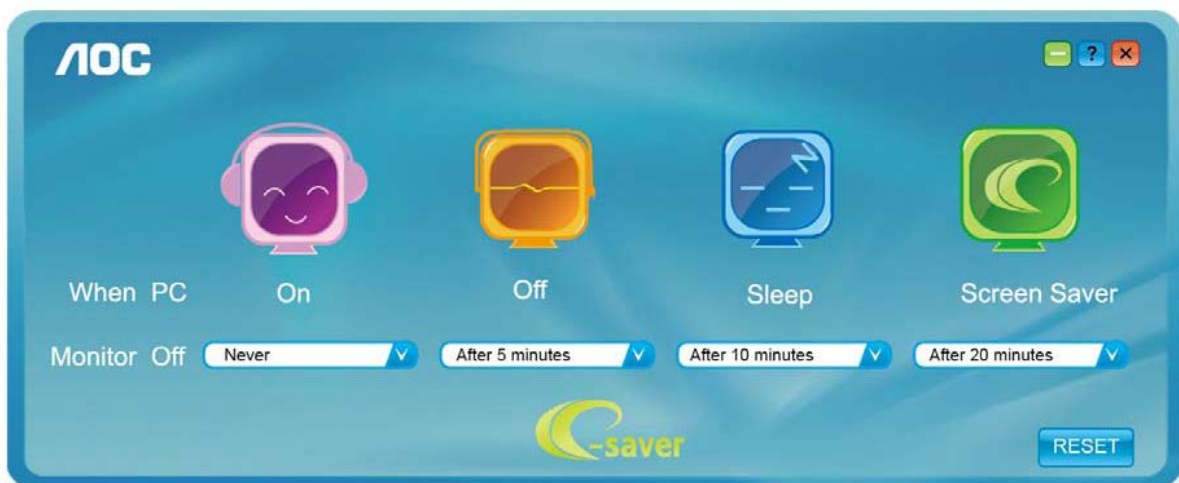 AOC
?
When PC On Off Sleep Screen Saver
Monitor Off Never After 5 minutes After 10 minutes After 20 minutes
e-saver
RESET